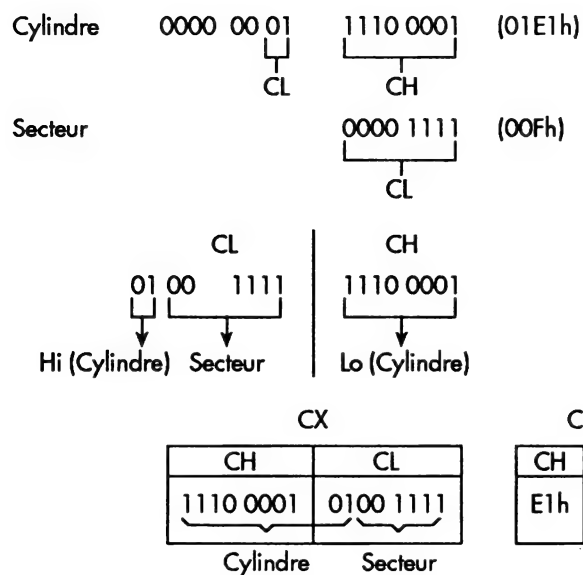 Cylindre 0000 00 01 1110 0001 (01E1h)
CL CH
Secteur 0000 1111 (00Fh)
CL
CL CH
01 00 1111 1110 0001
Hi (Cylindre) Secteur Lo (Cylindre)
CX C
CH CL CH
1110 0001 0100 1111 E1h
Cylindre Secteur